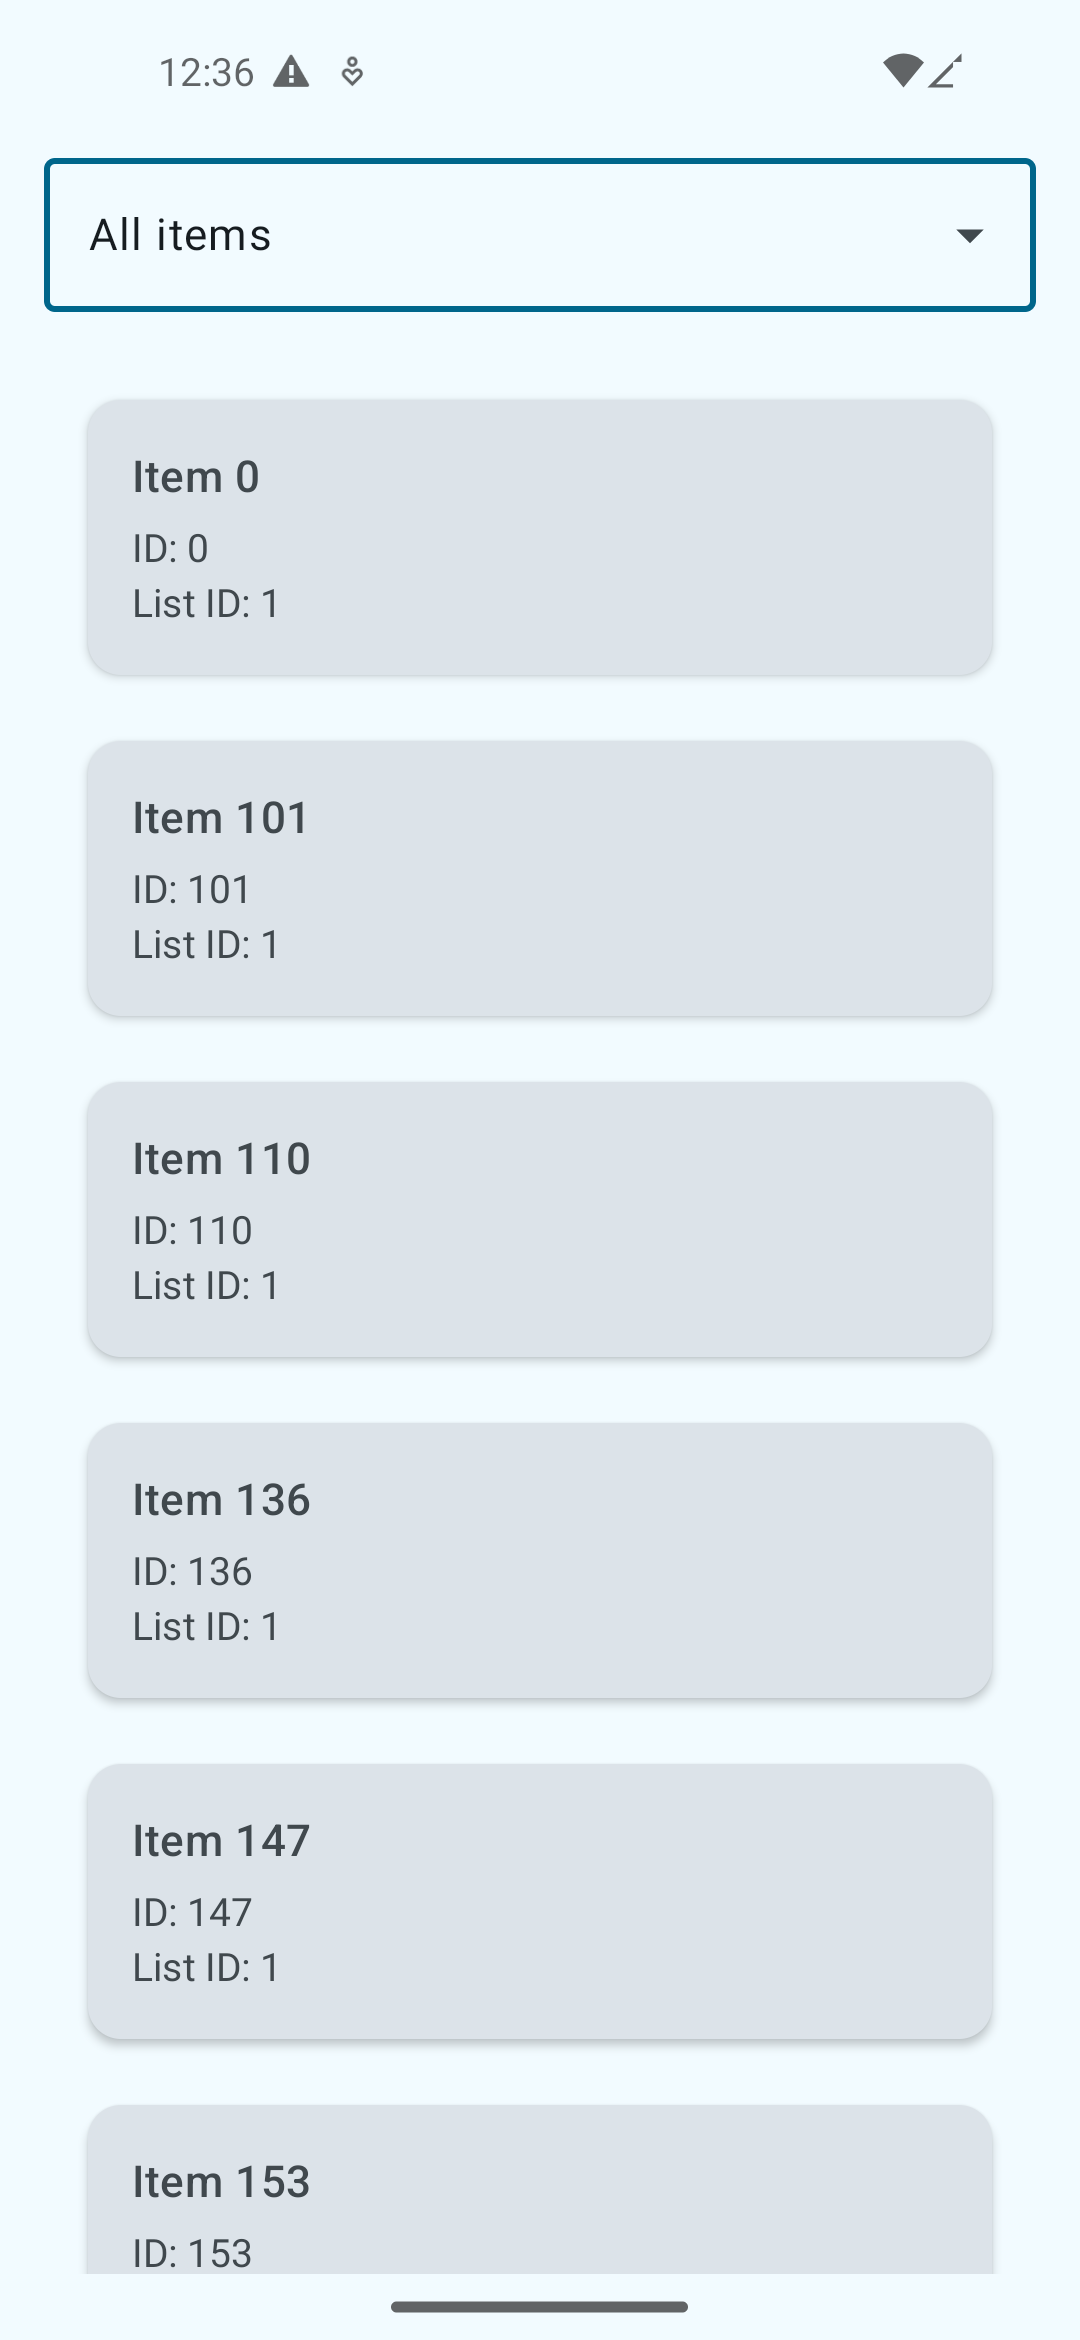 12:36
All items
Item 0
ID: 0
List ID: 1
Item 101
ID: 101
List ID: 1
Item 110
ID: 110
List ID: 1
Item 136
ID: 136
List ID: 1
Item 147
ID: 147
List ID: 1
Item 153
ID: 153